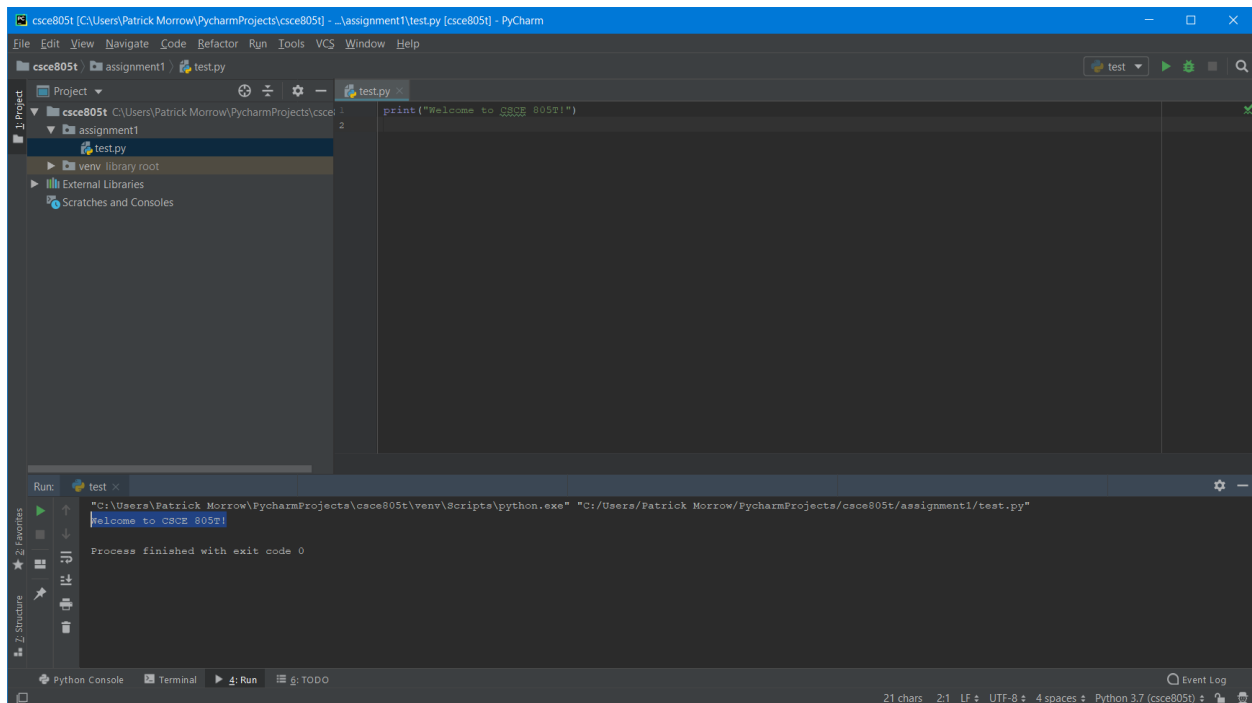 csce805t [C:\Users\Patrick Morrow\PycharmProjects\csce805t] - ...\assignment1\test.py [csce805t] - PyCharm
File Edit View Navigate Code Refactor Run Tools VCS Window Help
csce805t assignment1 test.py test
1: Project
Project test.py
csce805t C:\Users\Patrick Morrow\PycharmProjects\csce
assignment1
test.py
venv library root
External Libraries
Scratches and Consoles
1 print("Welcome to CSCE 805T!")
2
Run: test
"C:\Users\Patrick Morrow\PycharmProjects\csce805t\venv\Scripts\python.exe" "C:/Users/Patrick Morrow/PycharmProjects/csce805t/assignment1/test.py"
Welcome to CSCE 805T!
Process finished with exit code 0
2: Favorites
7: Structure
Python Console Terminal 4: Run 6: TODO Event Log
21 chars 2:1 LF UTF-8 4 spaces Python 3.7 (csce805t)